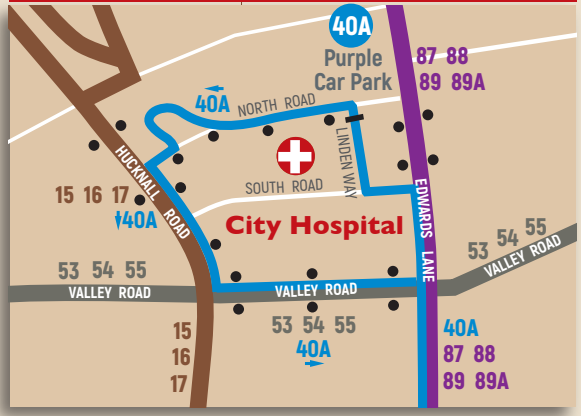 40A
Purple
Car Park
87 88
89 89A
40A
NORTH ROAD
LINDEN WAY
HUCKNALL ROAD
SOUTH ROAD
15 16 17
40A
City Hospital
EDWARDS LANE
53 54 55
VALLEY ROAD
53 54 55
VALLEY ROAD
VALLEY ROAD
53 54 55
40A
15
16
17
40A
87 88
89 89A